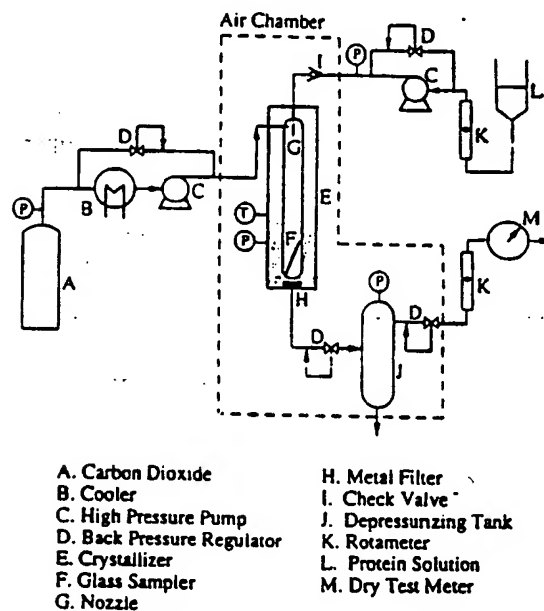 Air Chamber
P
I
D
C
L
K
D
B
C
P
A
I
G
E
T
P
F
H
M
K
P
D
D
J
A. Carbon Dioxide
B. Cooler
C. High Pressure Pump
D. Back Pressure Regulator
E. Crystallizer
F. Glass Sampler
G. Nozzle
H. Metal Filter
I. Check Valve
J. Depressunzing Tank
K. Rotameter
L. Protein Solution
M. Dry Test Meter